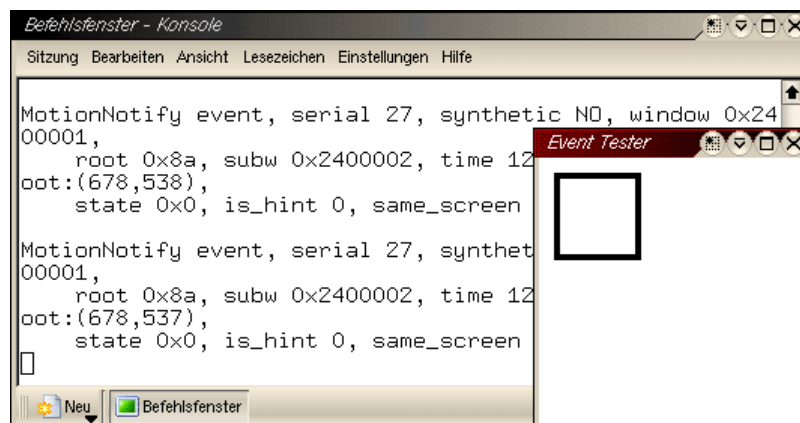 Befehlsfenster - Konsole
Sitzung Bearbeiten Ansicht Lesezeichen Einstellungen Hilfe
MotionNotify event, serial 27, synthetic NO, window 0x24
00001,
root 0x8a, subw 0x2400002, time 12
oot:(678,538),
state 0x0, is_hint 0, same_screen
MotionNotify event, serial 27, synthet
00001,
root 0x8a, subw 0x2400002, time 12
oot:(678,537),
state 0x0, is_hint 0, same_screen
Event Tester
Neu Befehlsfenster